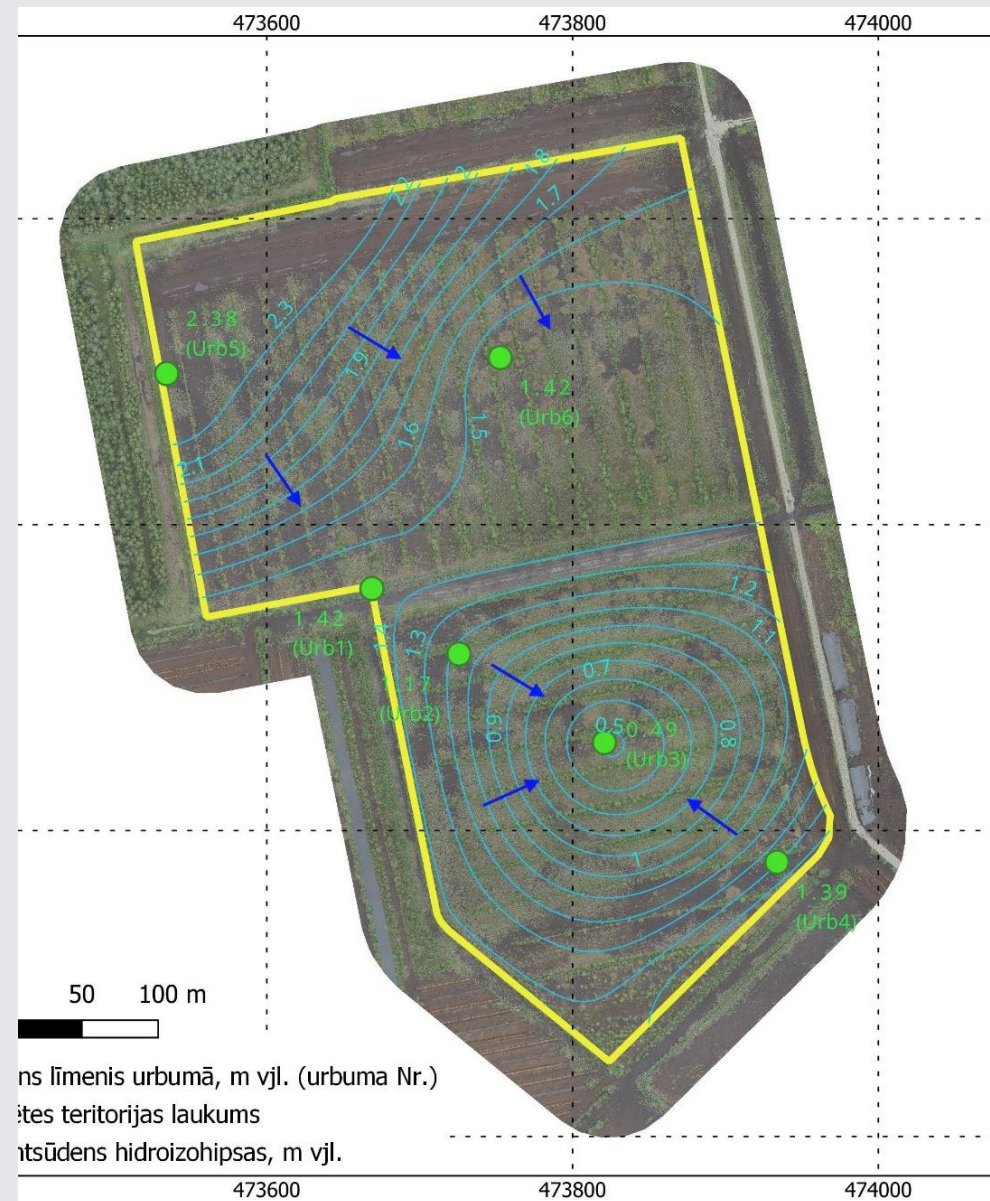 473600 473800 474000
2.2 2 1.8
1.7
2.3
2.38
(Urb5)
1.9
1.42
(Urb6)
1.6 1.5
2.1
1.2
1.42
(Urb1)
1.4 1.3 1.1
1.17
(Urb2)
0.7
0.9 0.5 0.49 0.8
(Urb3)
1
1.39
(Urb4)
50 100 m
ns līmenis urbumā, m vjl. (urbuma Nr.)
ētes teritorijas laukums
ntsūdens hidroizohipsas, m vjl.
473600 473800 474000